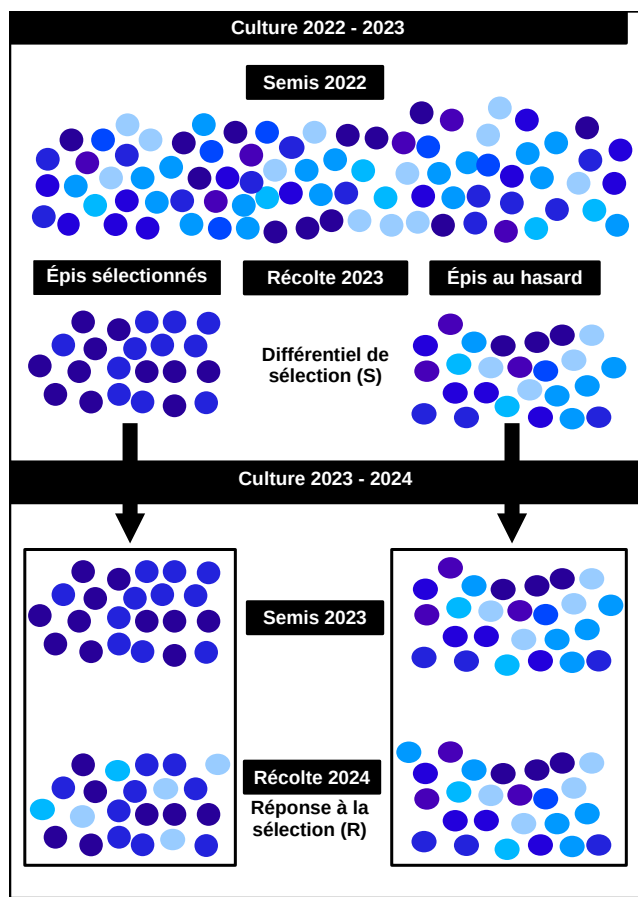 Culture 2022 - 2023
Semis 2022
Épis sélectionnés
Récolte 2023
Épis au hasard
Différentiel de
sélection (S)
Culture 2023 - 2024
Semis 2023
Récolte 2024
Réponse à la
sélection (R)